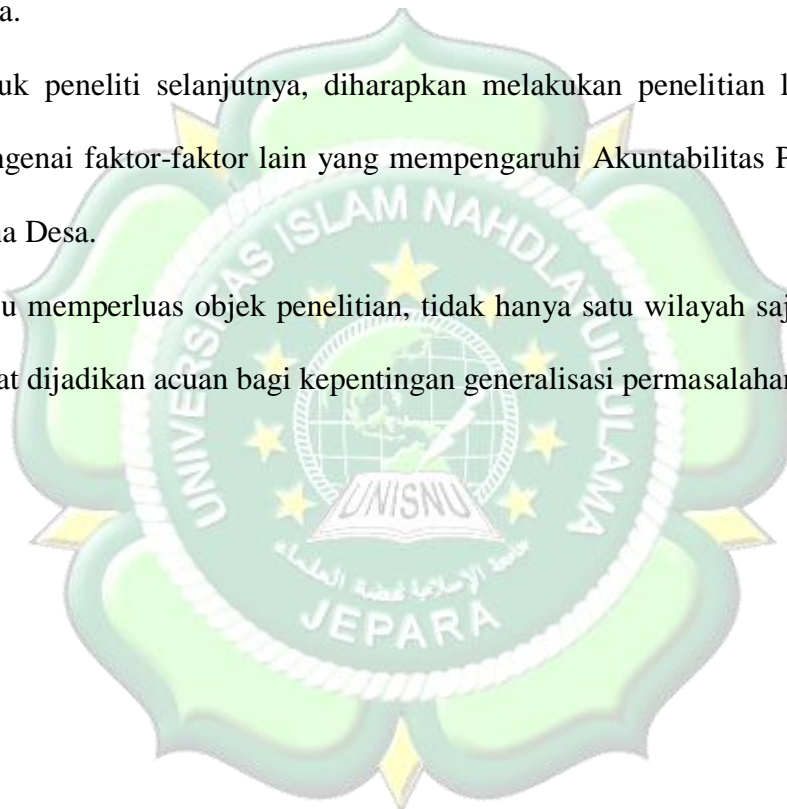 a.
uk peneliti selanjutnya, diharapkan melakukan penelitian l
ngenai faktor-faktor lain yang mempengaruhi Akuntabilitas P
na Desa.
u memperluas objek penelitian, tidak hanya satu wilayah saj
at dijadikan acuan bagi kepentingan generalisasi permasalahan
UNIVERSITAS ISLAM NAHDLATUL ULAMA
UNISNU
JEPARA